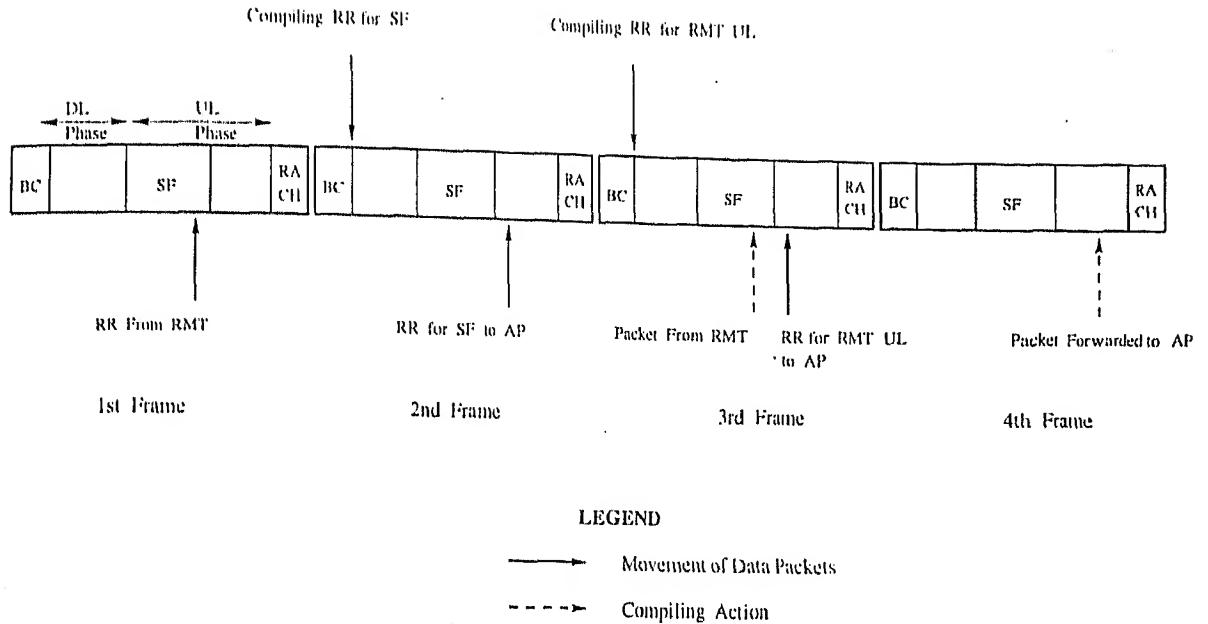 Compiling RR for SF
Compiling RR for RMT UL
DL Phase
UL Phase
BC SF RA CH BC SF RA CH BC SF RA CH BC SF RA CH
RR From RMT
RR for SF to AP
Packet From RMT
RR for RMT UL
to AP
Packet Forwarded to AP
1st Frame
2nd Frame
3rd Frame
4th Frame
LEGEND
Movement of Data Packets
Compiling Action